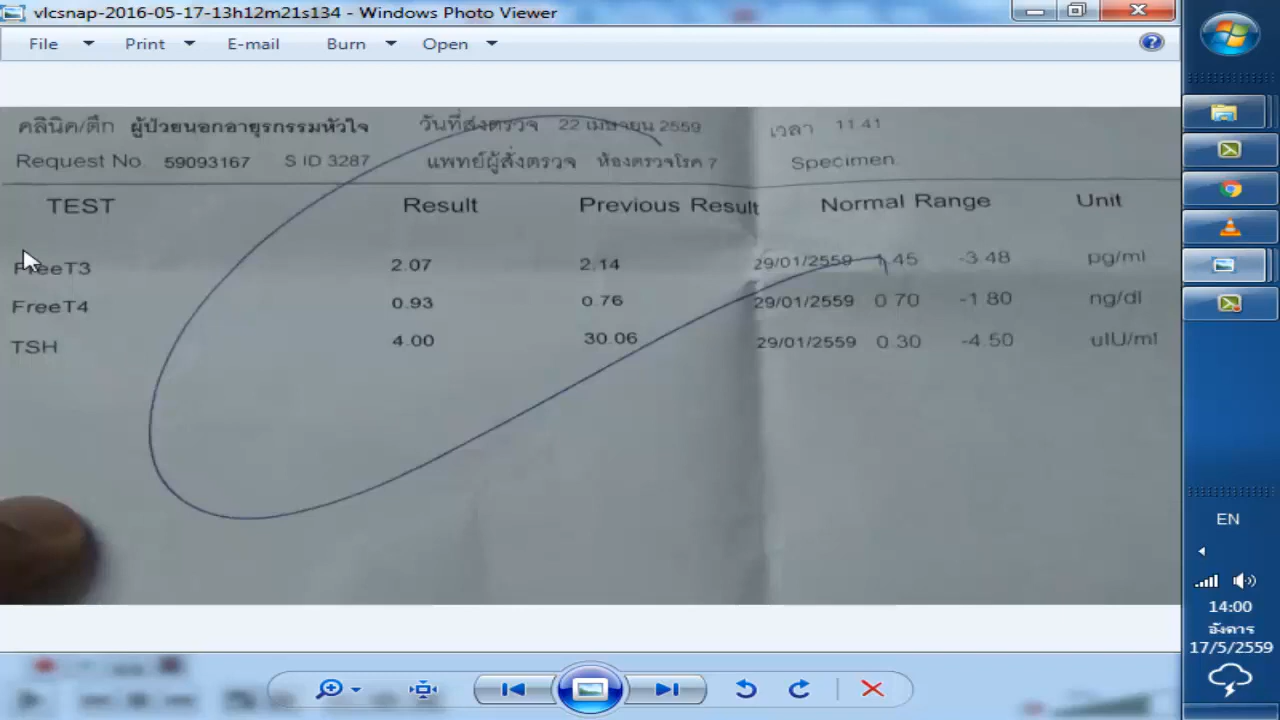 vlcsnap-2016-05-17-13h12m21s134 - Windows Photo Viewer
File Print E-mail Burn Open
คลินิค/ตึก ผู้ป่วยนอกอายุรกรรมหัวใจ วันที่ส่งตรวจ 22 เมษายน 2559 เวลา 11.41
Request No. 59093167 S ID 3287 แพทย์ผู้สั่งตรวจ ห้องตรวจโรค 7 Specimen
TEST Result Previous Result Normal Range Unit
FreeT3 2.07 2.14 29/01/2559 1.45 -3.48 pg/ml
FreeT4 0.93 0.76 29/01/2559 0.70 -1.80 ng/dl
TSH 4.00 30.06 29/01/2559 0.30 -4.50 uIU/ml
EN
14:00
อังคาร
17/5/2559